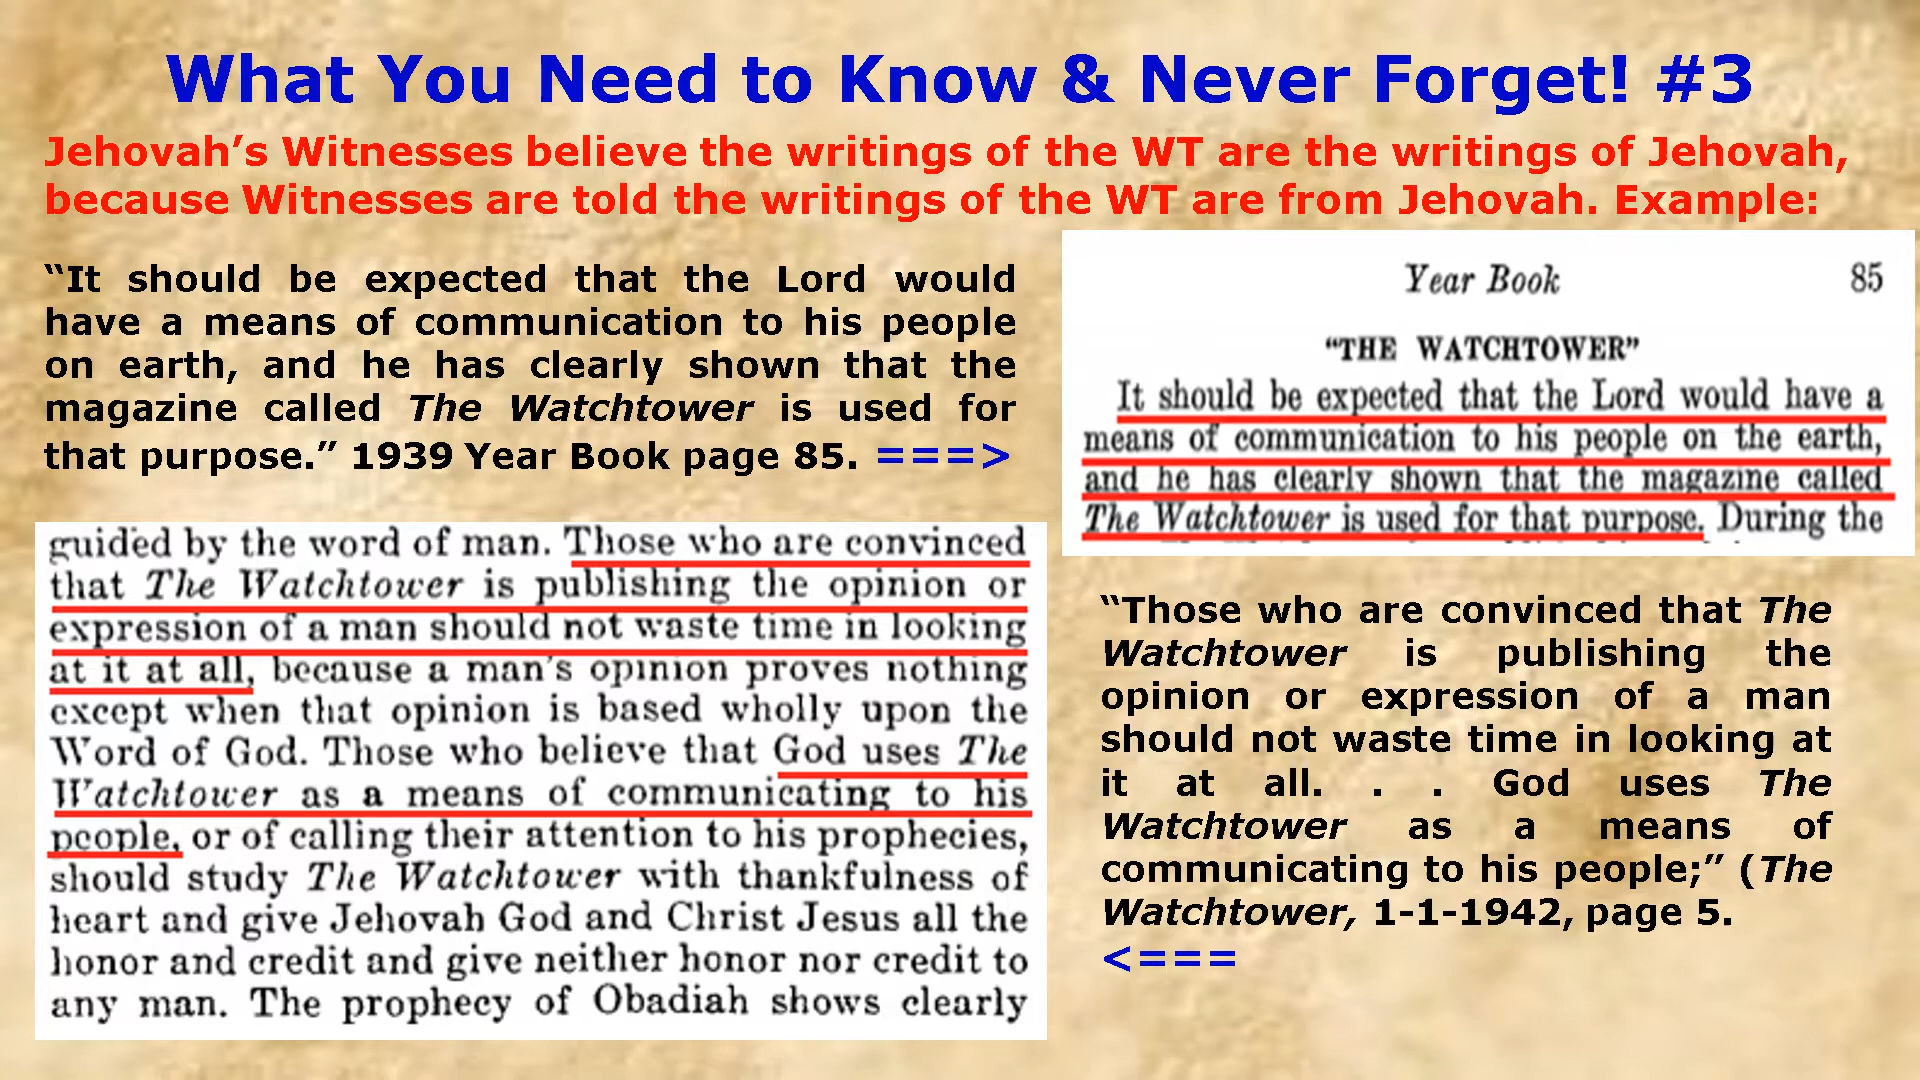 What You Need to Know & Never Forget! #3
Jehovah’s Witnesses believe the writings of the WT are the writings of Jehovah,
because Witnesses are told the writings of the WT are from Jehovah. Example:
“It should be expected that the Lord would
have a means of communication to his people
on earth, and he has clearly shown that the
magazine called The Watchtower is used for
that purpose.” 1939 Year Book page 85. ===>
Year Book 85
“THE WATCHTOWER”
It should be expected that the Lord would have a
means of communication to his people on the earth,
and he has clearly shown that the magazine called
The Watchtower is used for that purpose. During the
guided by the word of man. Those who are convinced
that The Watchtower is publishing the opinion or
expression of a man should not waste time in looking
at it at all, because a man's opinion proves nothing
except when that opinion is based wholly upon the
Word of God. Those who believe that God uses The
Watchtower as a means of communicating to his
people, or of calling their attention to his prophecies,
should study The Watchtower with thankfulness of
heart and give Jehovah God and Christ Jesus all the
honor and credit and give neither honor nor credit to
any man. The prophecy of Obadiah shows clearly
“Those who are convinced that The
Watchtower is publishing the
opinion or expression of a man
should not waste time in looking at
it at all. . . God uses The
Watchtower as a means of
communicating to his people;” (The
Watchtower, 1-1-1942, page 5.
<===